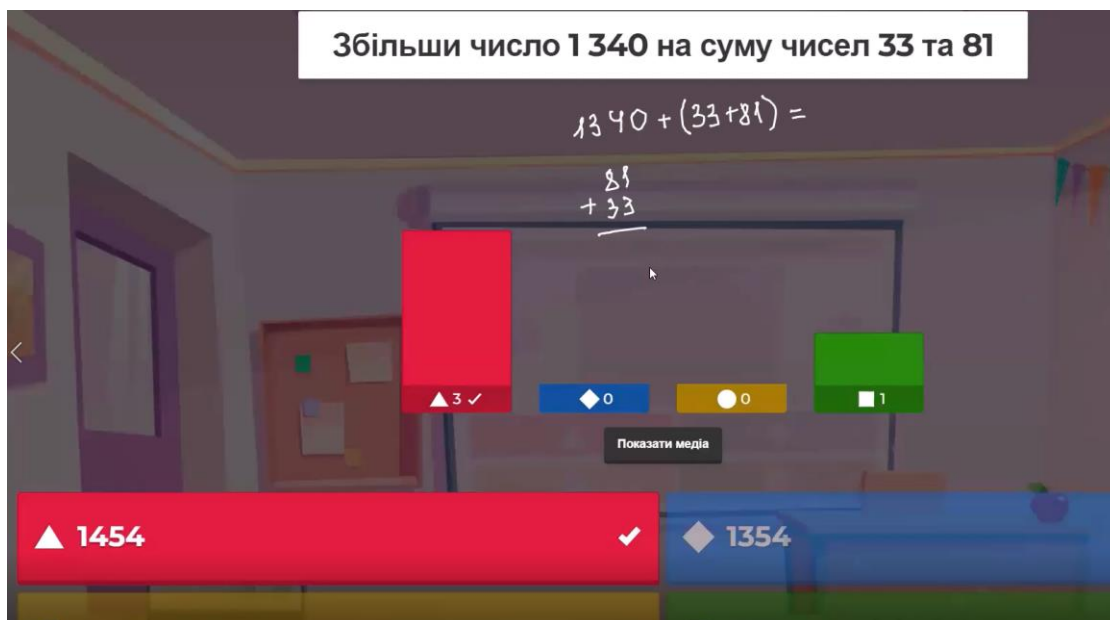 Збільши число 1 340 на суму чисел 33 та 81
1340 + (33+81) =
81
+ 33
3
0
0
1
Показати медіа
1454
1354